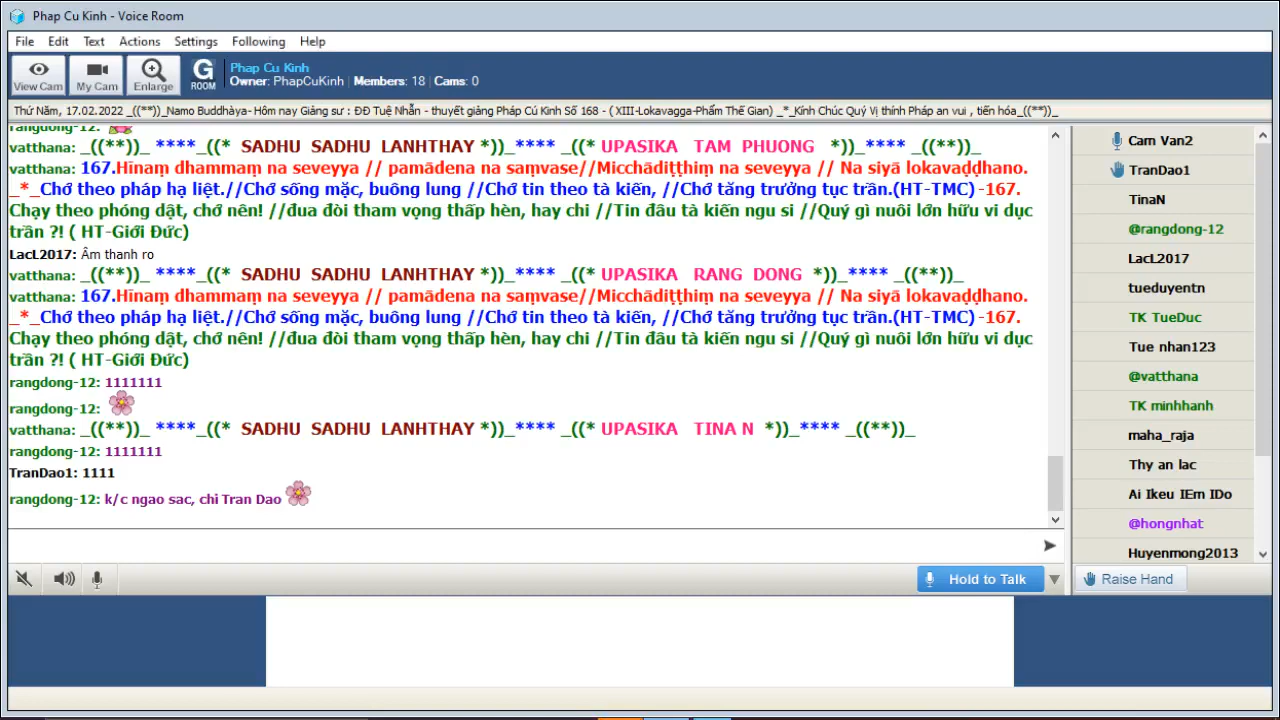 Phap Cu Kinh - Voice Room
File Edit Text Actions Settings Following Help
View Cam My Cam Enlarge G ROOM Phap Cu Kinh
Owner: PhapCuKinh Members: 18 Cams: 0
Thứ Năm, 17.02.2022 _((**))_Namo Buddhàya- Hôm nay Giảng sư : ĐĐ Tuệ Nhẫn - thuyết giảng Pháp Cú Kinh Số 168 - ( XIII-Lokavagga-Phẩm Thế Gian) _*_Kính Chúc Quý Vị thính Pháp an vui , tiến hóa_((**))_
rangdong-12:
vatthana: _((**))_ ****_((* SADHU SADHU LANHTHAY *))_**** _((* UPASIKA TAM PHUONG *))_**** _((**))_
vatthana: 167.Hīnaṃ dhammaṃ na seveyya // pamādena na saṃvase//Micchādiṭṭhiṃ na seveyya // Na siyā lokavaḍḍhano.
_*_Chớ theo pháp hạ liệt.//Chớ sống mặc, buông lung //Chớ tin theo tà kiến, //Chớ tăng trưởng tục trần.(HT-TMC) -167.
Chạy theo phóng dật, chớ nên! //đua đòi tham vọng thấp hèn, hay chi //Tin đâu tà kiến ngu si //Quý gì nuôi lớn hữu vi dục
trần ?! ( HT-Giới Đức)
LacL2017: Âm thanh ro
vatthana: _((**))_ ****_((* SADHU SADHU LANHTHAY *))_**** _((* UPASIKA RANG DONG *))_**** _((**))_
vatthana: 167.Hīnaṃ dhammaṃ na seveyya // pamādena na saṃvase//Micchādiṭṭhiṃ na seveyya // Na siyā lokavaḍḍhano.
_*_Chớ theo pháp hạ liệt.//Chớ sống mặc, buông lung //Chớ tin theo tà kiến, //Chớ tăng trưởng tục trần.(HT-TMC) -167.
Chạy theo phóng dật, chớ nên! //đua đòi tham vọng thấp hèn, hay chi //Tin đâu tà kiến ngu si //Quý gì nuôi lớn hữu vi dục
trần ?! ( HT-Giới Đức)
rangdong-12: 1111111
rangdong-12:
vatthana: _((**))_ ****_((* SADHU SADHU LANHTHAY *))_**** _((* UPASIKA TINA N *))_**** _((**))_
rangdong-12: 1111111
TranDao1: 1111
rangdong-12: k/c ngao sac, chi Tran Dao
Cam Van2
TranDao1
TinaN
@rangdong-12
LacL2017
tueduyentn
TK TueDuc
Tue nhan123
@vatthana
TK minhhanh
maha_raja
Thy an lac
Ai Ikeu IEm IDo
@hongnhat
Huyenmong2013
Hold to Talk
Raise Hand